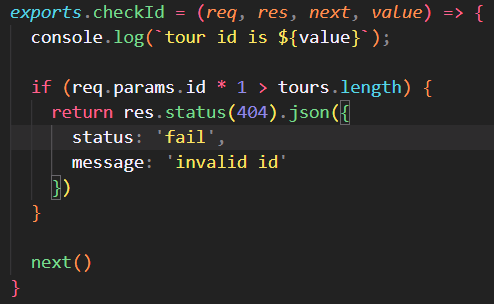 exports.checkId = (req, res, next, value) => {
  console.log(`tour id is ${value}`);

  if (req.params.id * 1 > tours.length) {
    return res.status(404).json({
      status: 'fail',
      message: 'invalid id'
    })
  }

  next()
}